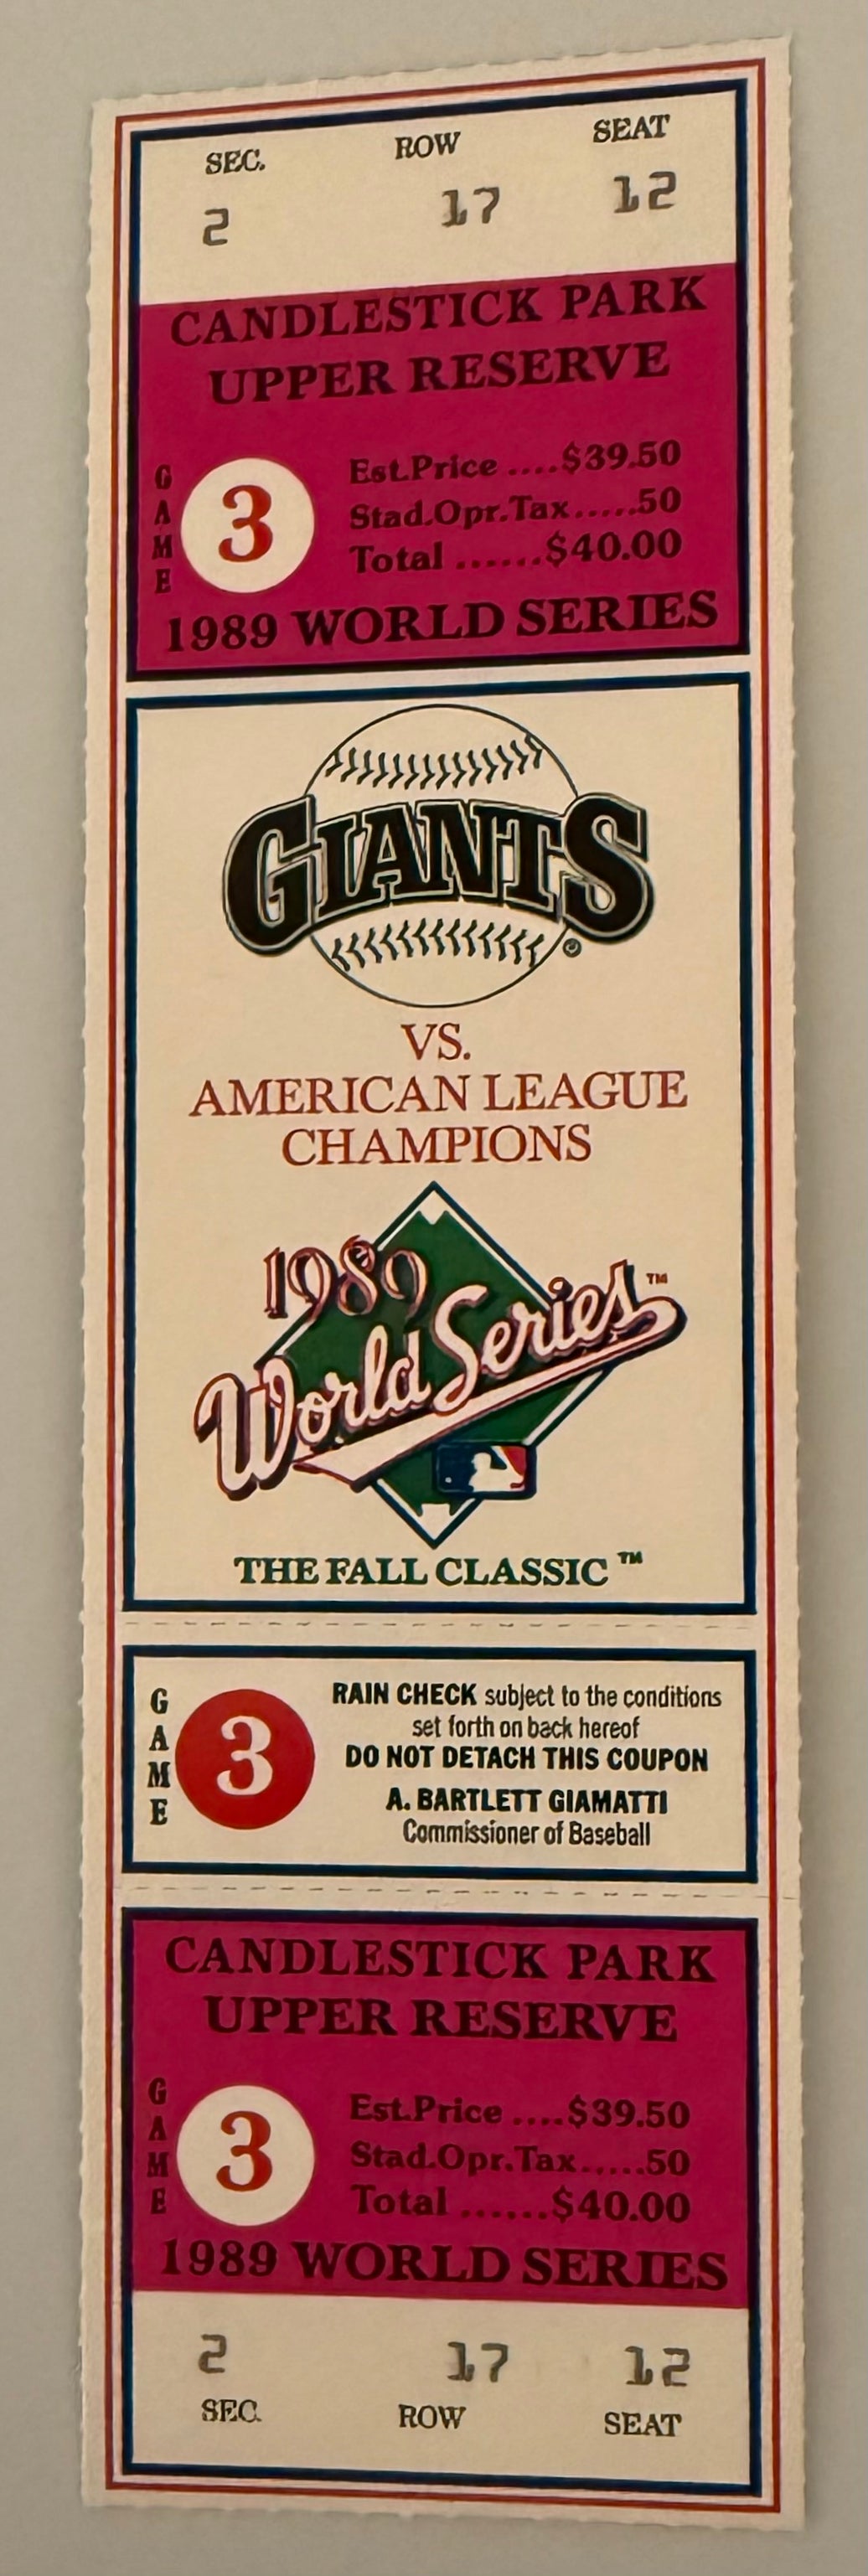 SEC. ROW SEAT
2 17 12
CANDLESTICK PARK
UPPER RESERVE
GAME
3
Est.Price ....$39.50
Stad.Opr.Tax.....50
Total ......$40.00
1989 WORLD SERIES
GIANTS ®
VS.
AMERICAN LEAGUE
CHAMPIONS
1989
World Series ™
THE FALL CLASSIC ™
GAME
3
RAIN CHECK subject to the conditions
set forth on back hereof
DO NOT DETACH THIS COUPON
A. BARTLETT GIAMATTI
Commissioner of Baseball
CANDLESTICK PARK
UPPER RESERVE
GAME
3
Est.Price ....$39.50
Stad.Opr.Tax.....50
Total ......$40.00
1989 WORLD SERIES
2 17 12
SEC. ROW SEAT